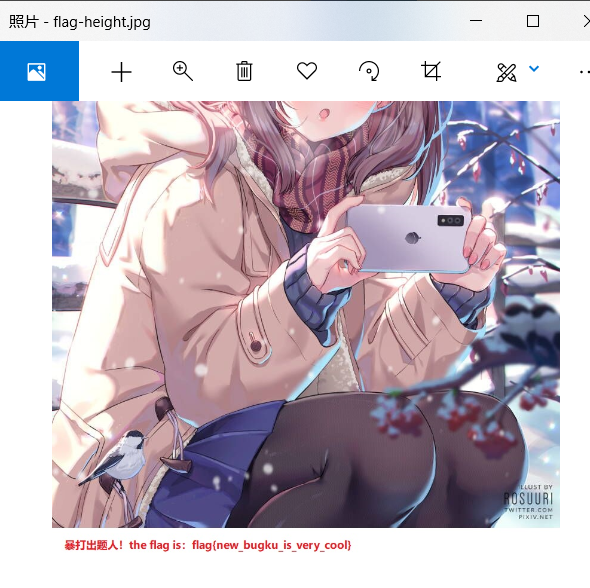 照片 - flag-height.jpg
ILLUST BY
ROSUURI
TWITTER.COM
PIXIV.NET
暴打出题人！the flag is：flag{new_bugku_is_very_cool}